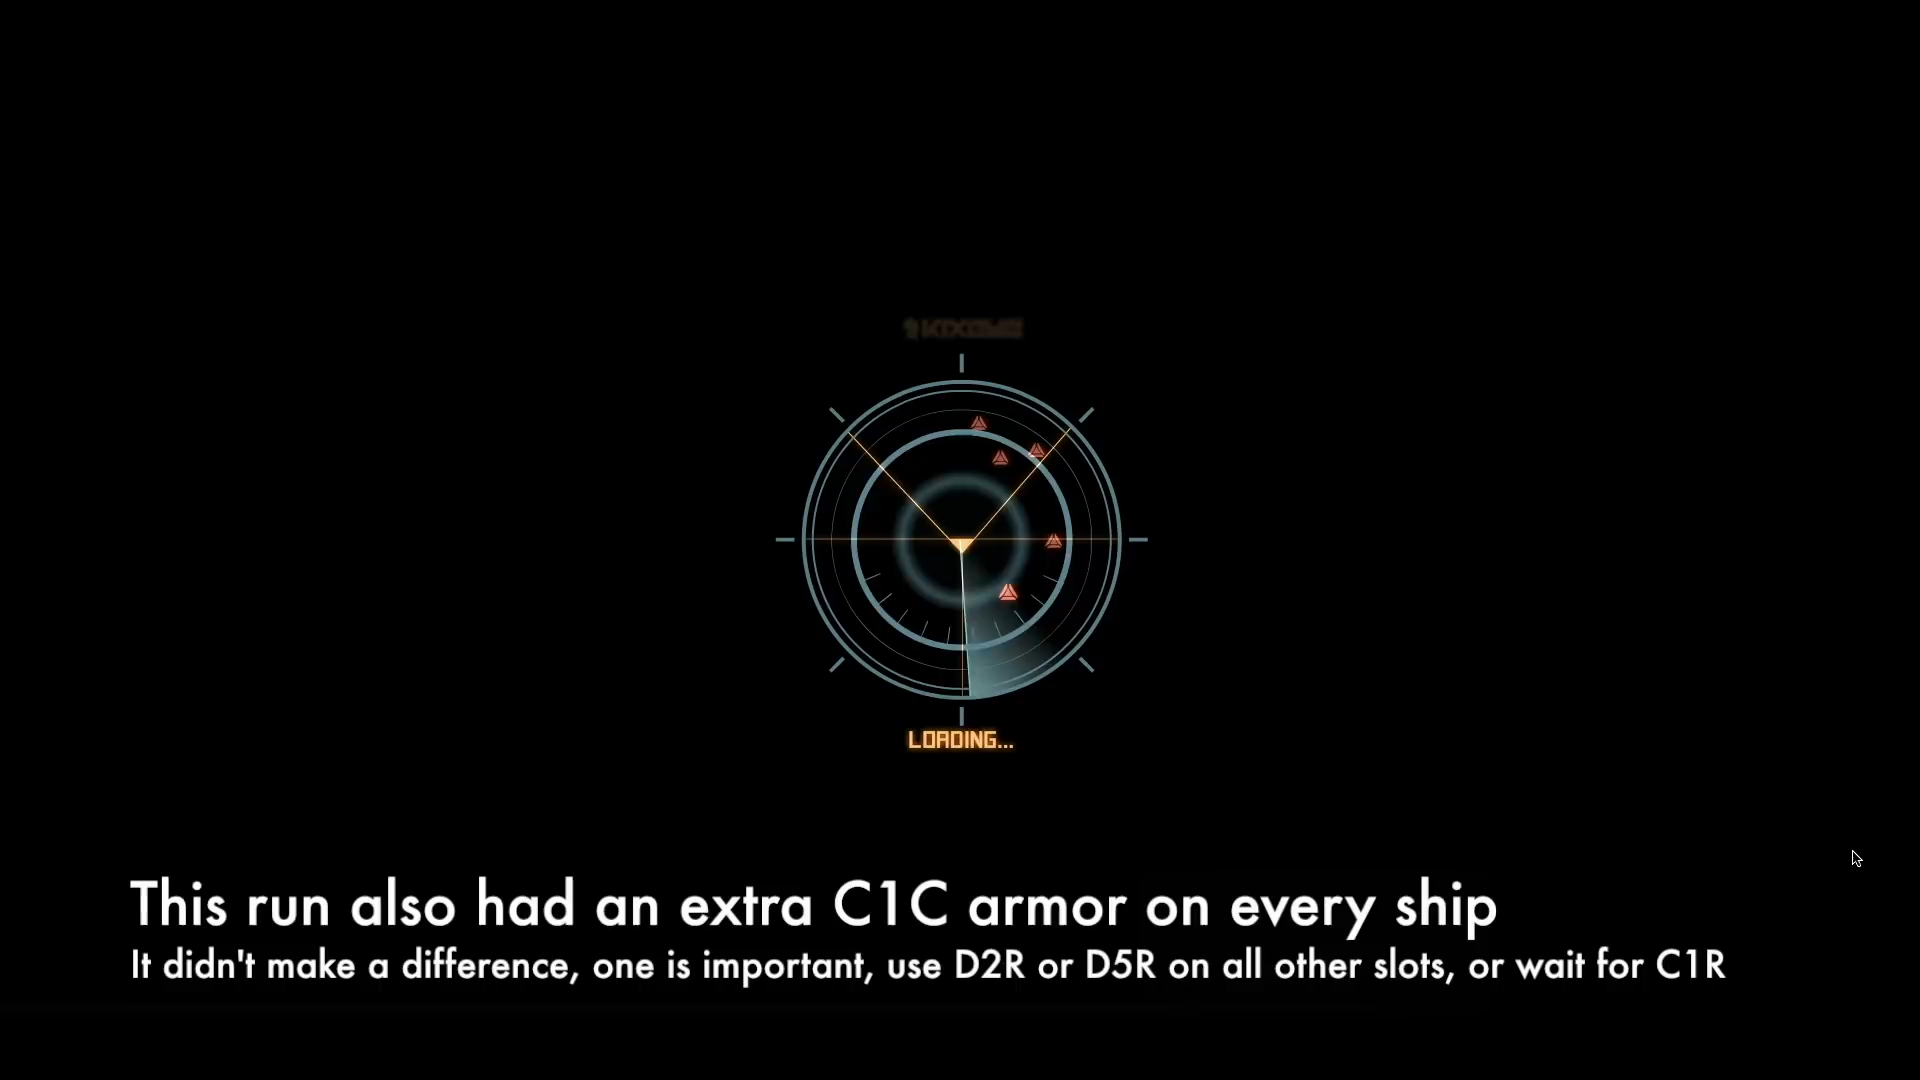 LOADING...
This run also had an extra C1C armor on every ship
It didn't make a difference, one is important, use D2R or D5R on all other slots, or wait for C1R